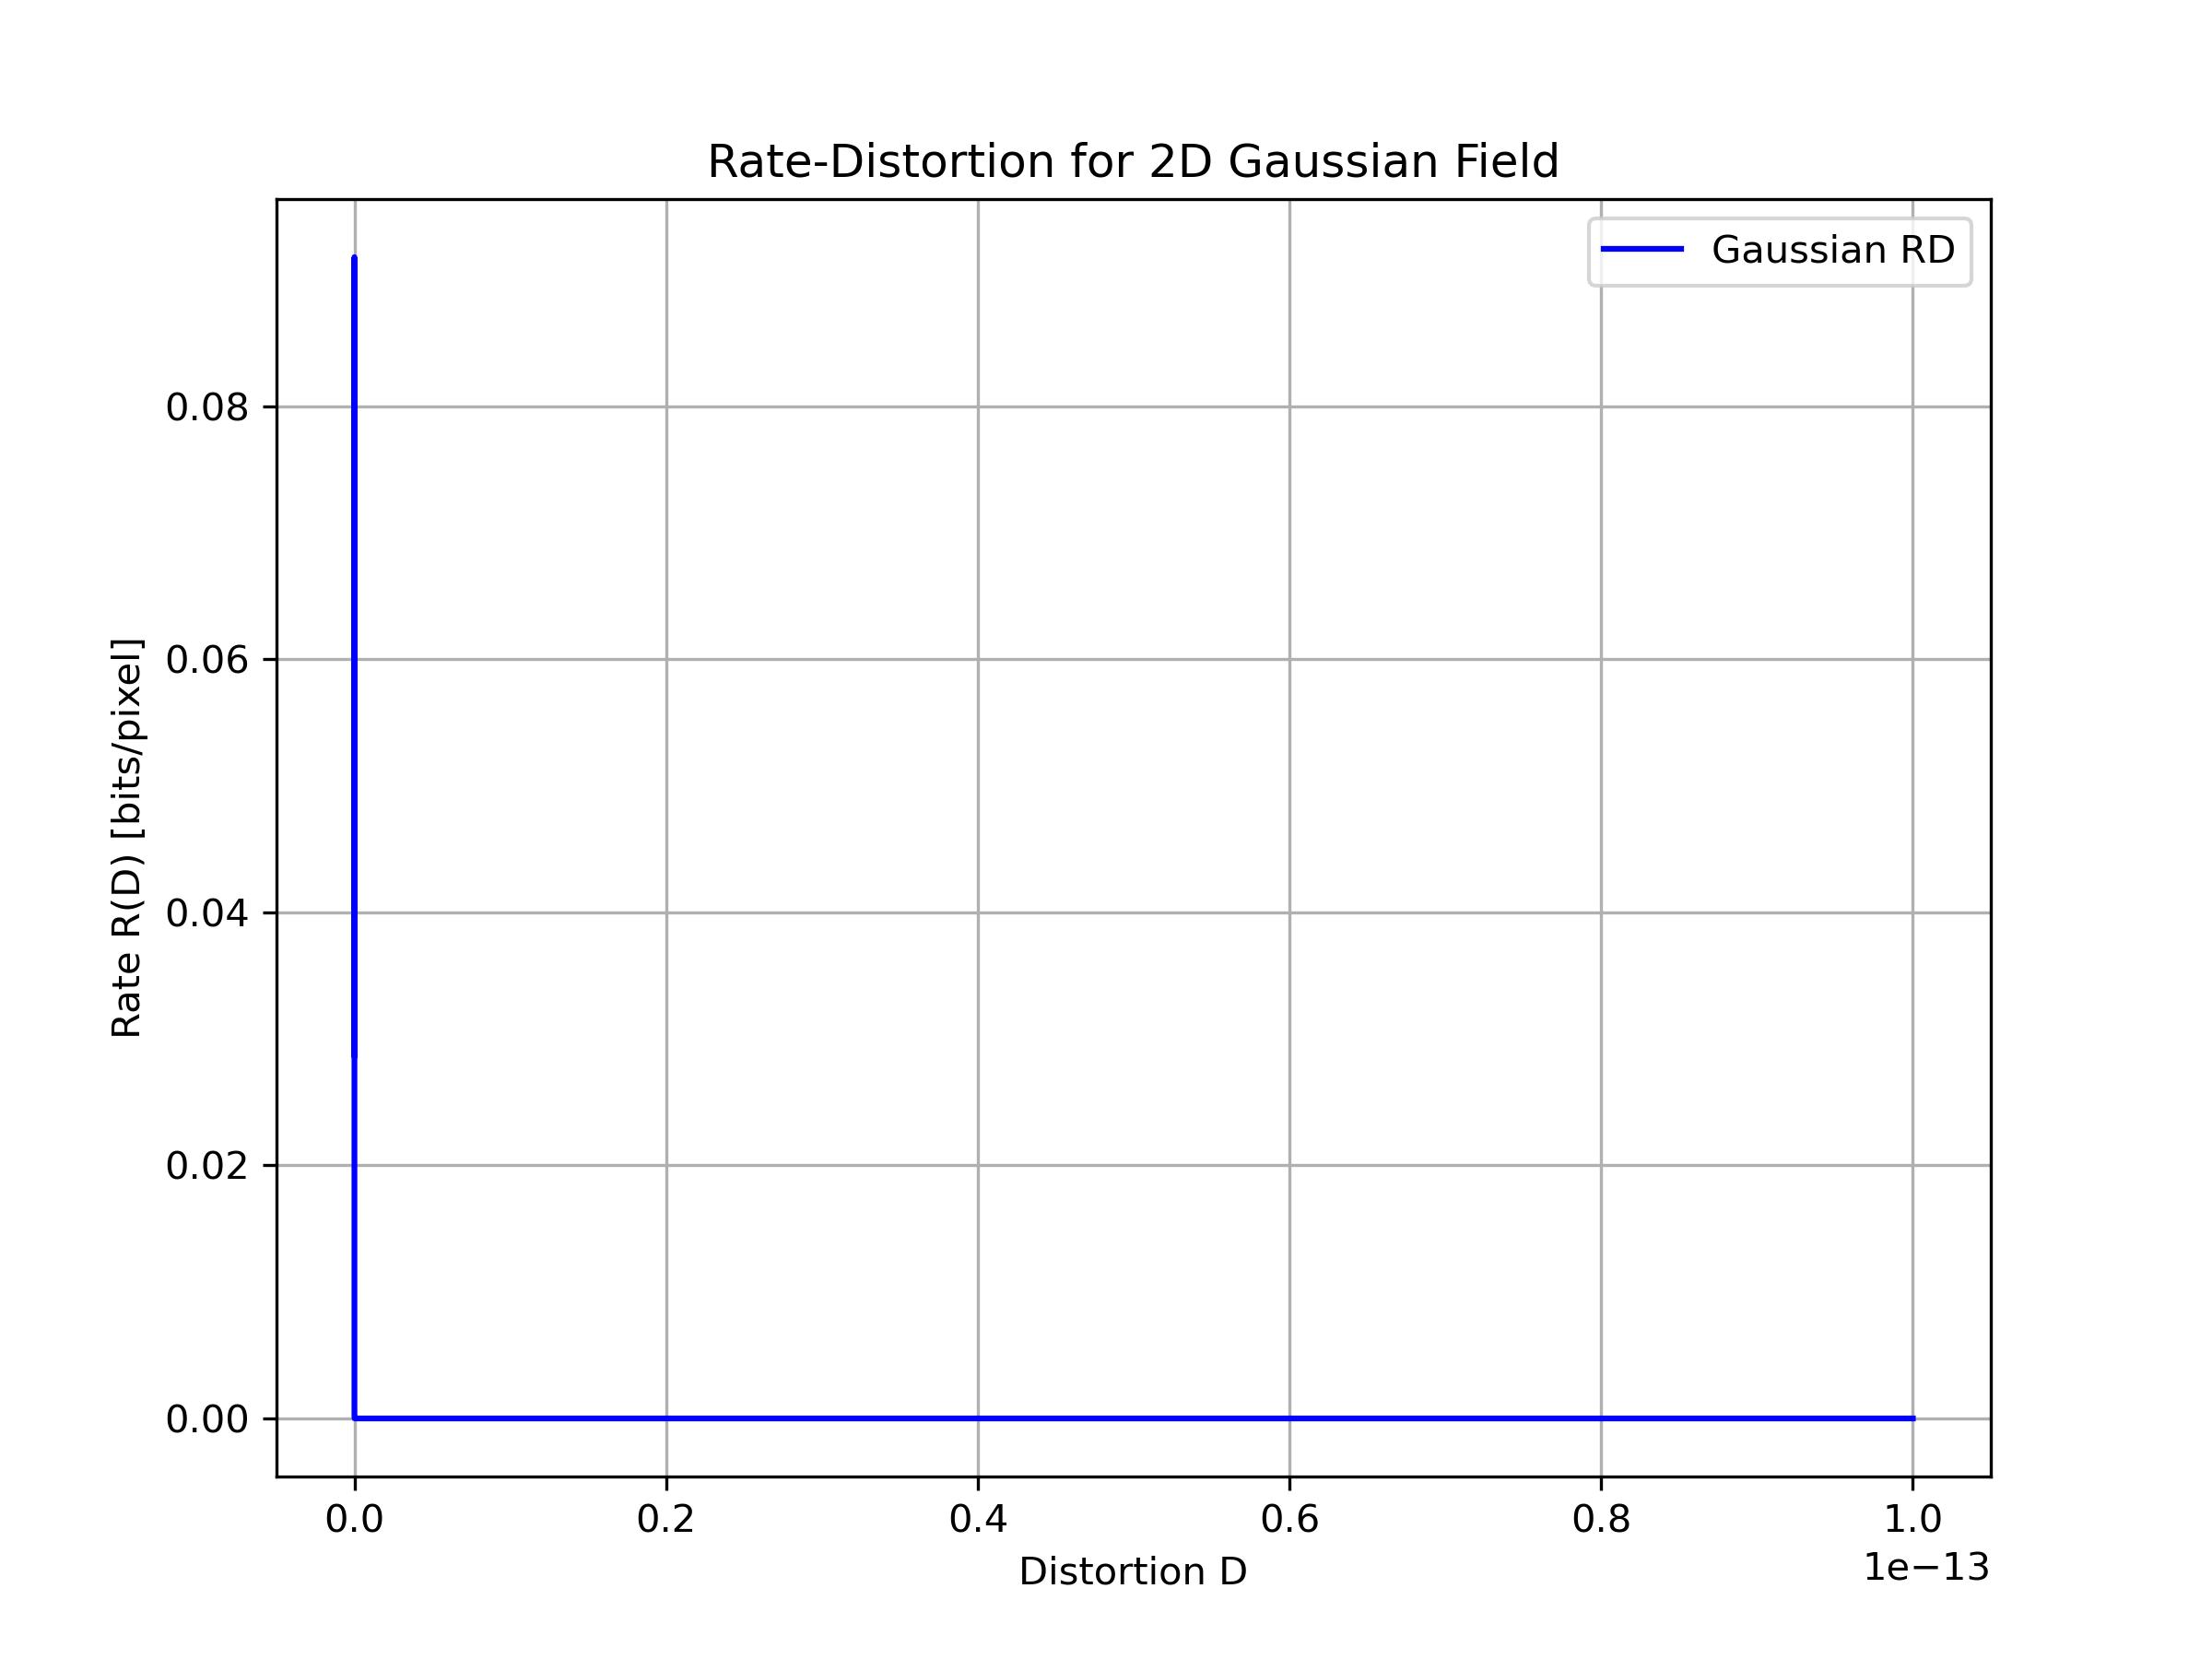 Rate-Distortion for 2D Gaussian Field
Gaussian RD
Rate R(D) [bits/pixel]
0.08
0.06
0.04
0.02
0.00
0.0 0.2 0.4 0.6 0.8 1.0
1e−13
Distortion D